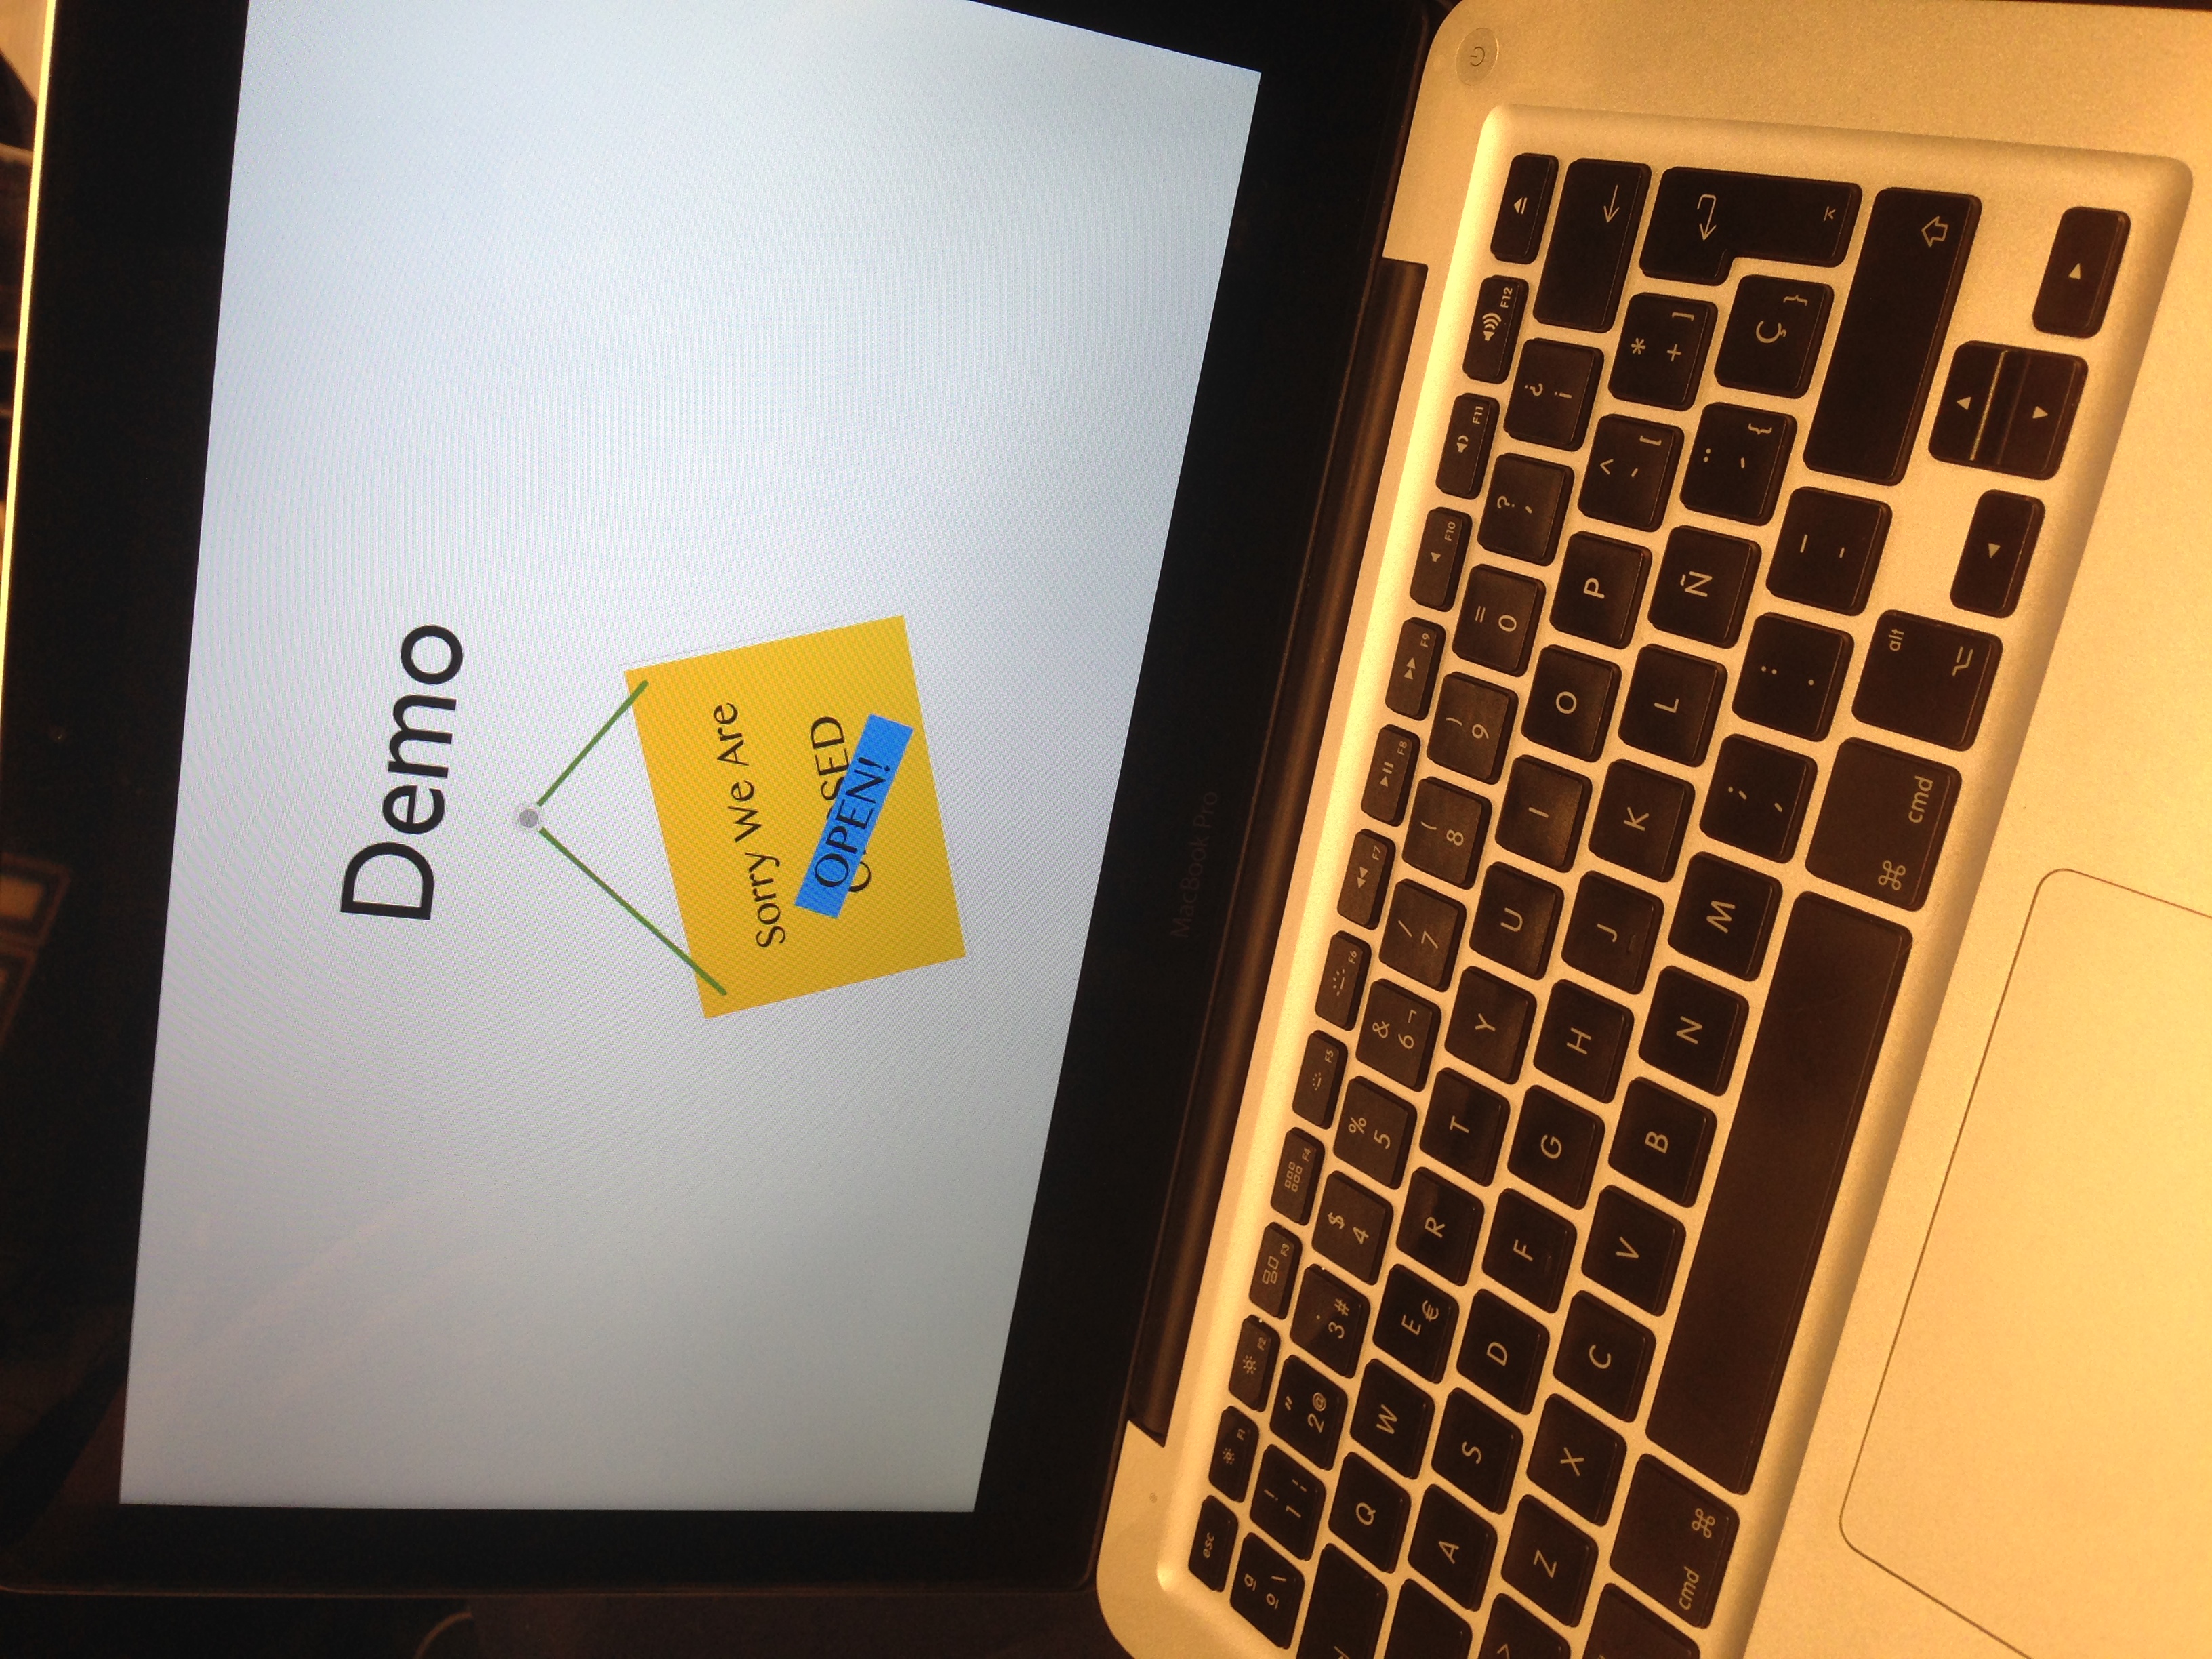 Demo
Sorry We Are
OPEN!
SED
MacBook Pro
esc F1 F2 F3 F4 F5 F6 F7 F8 F9 F10 F11 F12
ª º \ ! 1 ¦ " 2 @ · 3 # $ 4 % 5 & 6 ¬ / 7 ( 8 ) 9 = 0 ? ' ¿ ¡
Q W E € R T Y U I O P ^ ` [ * + ]
A S D F G H J K L Ñ ¨ ´ { Ç }
> Z X C V B N M ; , : . _ -
cmd ⌘ ⌘ cmd alt ⌥